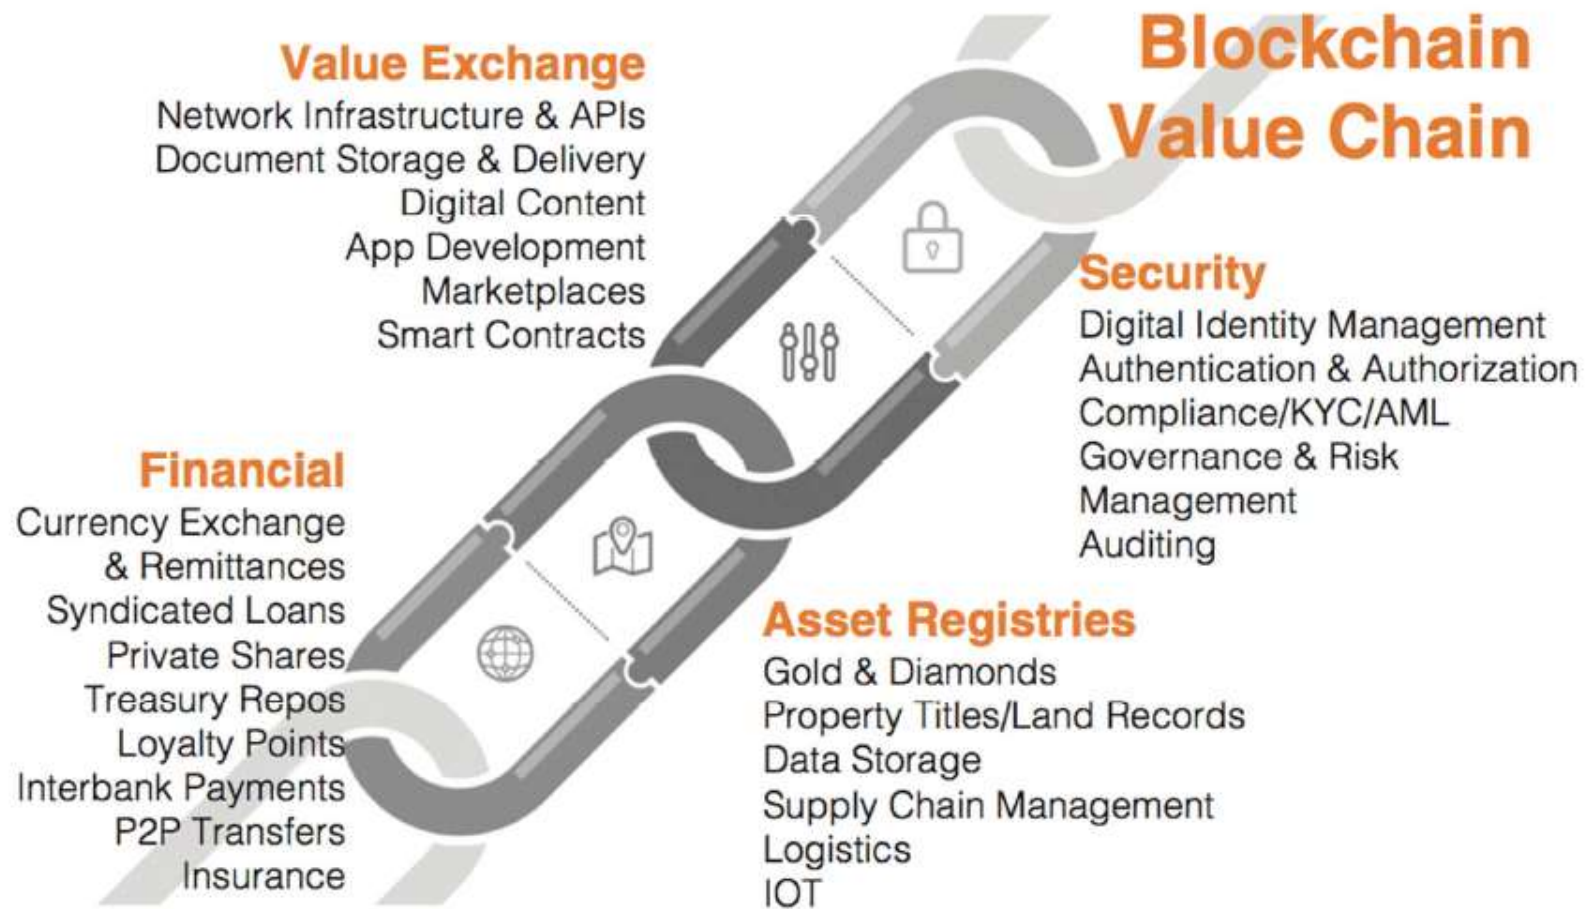 Blockchain
Value Chain
Value Exchange
Network Infrastructure & APIs
Document Storage & Delivery
Digital Content
App Development
Marketplaces
Smart Contracts
Security
Digital Identity Management
Authentication & Authorization
Compliance/KYC/AML
Governance & Risk
Management
Auditing
Financial
Currency Exchange
& Remittances
Syndicated Loans
Private Shares
Treasury Repos
Loyalty Points
Interbank Payments
P2P Transfers
Insurance
Asset Registries
Gold & Diamonds
Property Titles/Land Records
Data Storage
Supply Chain Management
Logistics
IOT